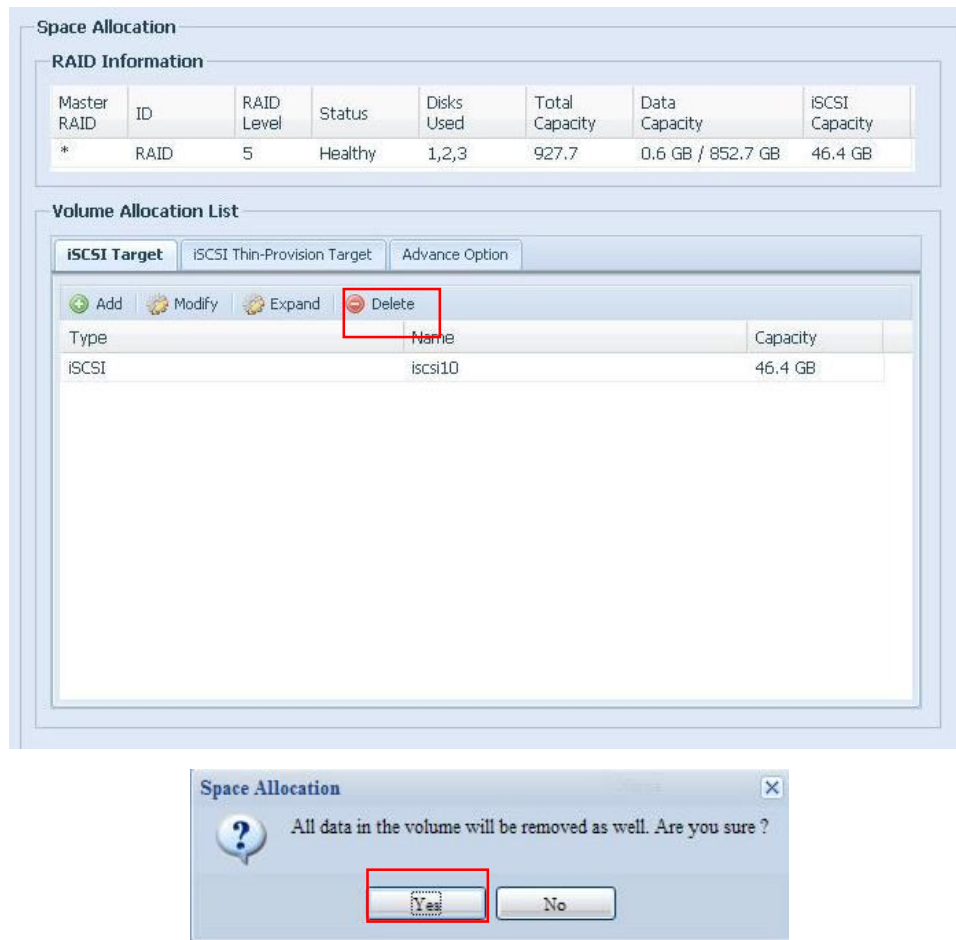 Space Allocation
RAID Information
Master RAID ID RAID Level Status Disks Used Total Capacity Data Capacity iSCSI Capacity
* RAID 5 Healthy 1,2,3 927.7 0.6 GB / 852.7 GB 46.4 GB
Volume Allocation List
iSCSI Target iSCSI Thin-Provision Target Advance Option
Add Modify Expand Delete
Type Name Capacity
iSCSI iscsi10 46.4 GB
Space Allocation
All data in the volume will be removed as well. Are you sure ?
Yes No